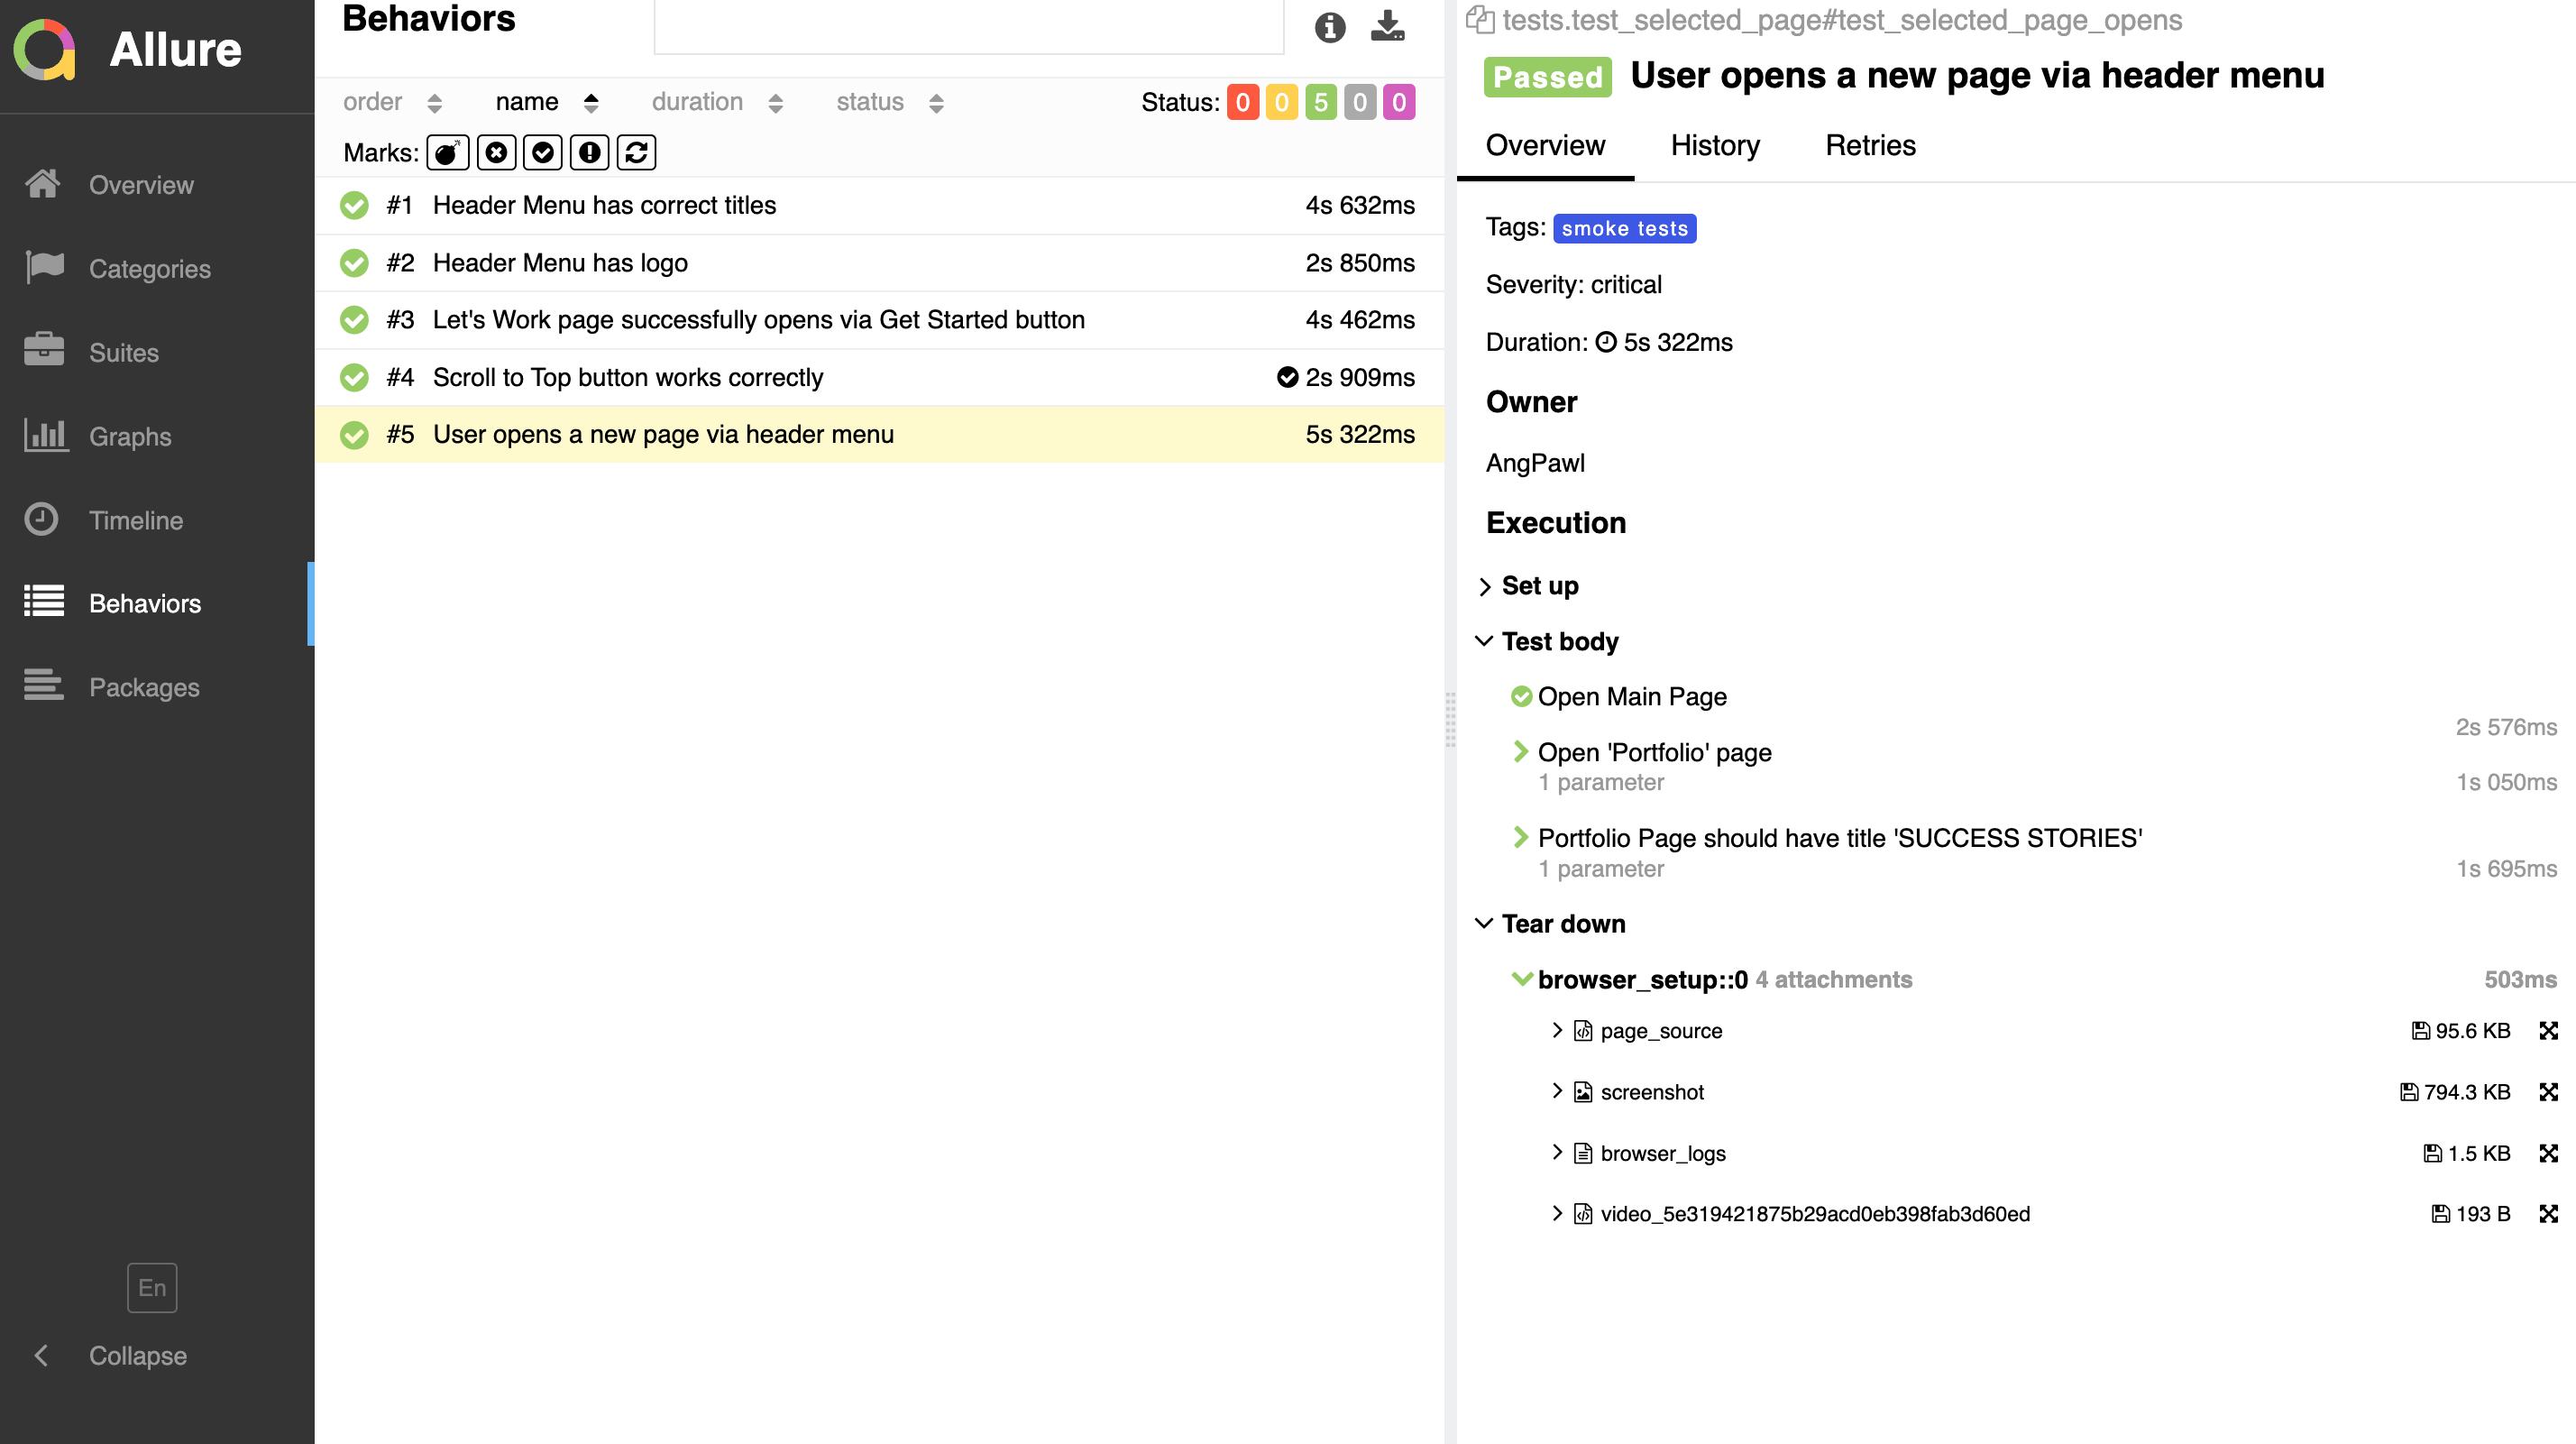 Allure
Overview
Categories
Suites
Graphs
Timeline
Behaviors
Packages
En
Collapse
Behaviors
order name duration status Status: 0 0 5 0 0
Marks:
#1 Header Menu has correct titles 4s 632ms
#2 Header Menu has logo 2s 850ms
#3 Let's Work page successfully opens via Get Started button 4s 462ms
#4 Scroll to Top button works correctly 2s 909ms
#5 User opens a new page via header menu 5s 322ms
tests.test_selected_page#test_selected_page_opens
Passed User opens a new page via header menu
Overview History Retries
Tags: smoke tests
Severity: critical
Duration: 5s 322ms
Owner
AngPawl
Execution
Set up
Test body
Open Main Page
2s 576ms
Open 'Portfolio' page
1 parameter 1s 050ms
Portfolio Page should have title 'SUCCESS STORIES'
1 parameter 1s 695ms
Tear down
browser_setup::0 4 attachments 503ms
page_source 95.6 KB
screenshot 794.3 KB
browser_logs 1.5 KB
video_5e319421875b29acd0eb398fab3d60ed 193 B